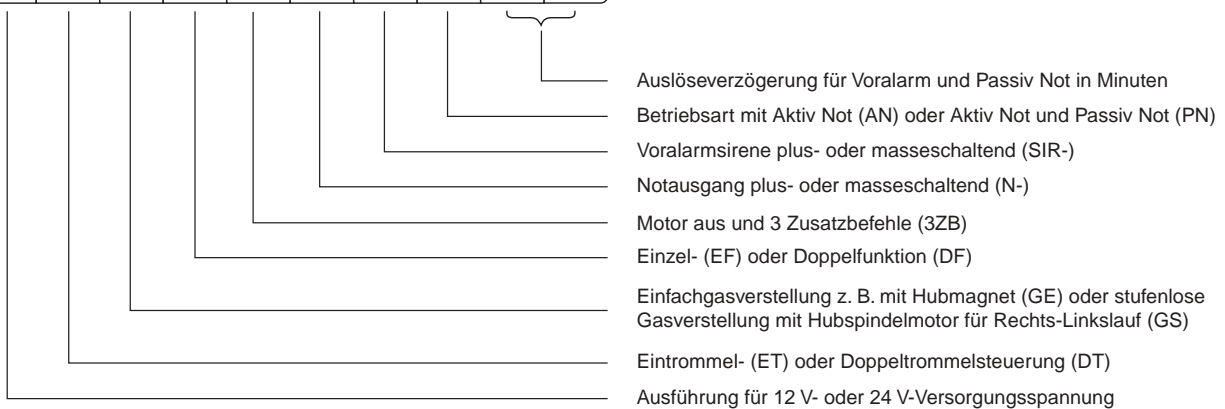 Auslöseverzögerung für Voralarm und Passiv Not in Minuten
Betriebsart mit Aktiv Not (AN) oder Aktiv Not und Passiv Not (PN)
Voralarmsirene plus- oder masseschaltend (SIR-)
Notausgang plus- oder masseschaltend (N-)
Motor aus und 3 Zusatzbefehle (3ZB)
Einzel- (EF) oder Doppelfunktion (DF)
Einfachgasverstellung z. B. mit Hubmagnet (GE) oder stufenlose
Gasverstellung mit Hubspindelmotor für Rechts-Linkslauf (GS)
Eintrommel- (ET) oder Doppeltrommelsteuerung (DT)
Ausführung für 12 V- oder 24 V-Versorgungsspannung